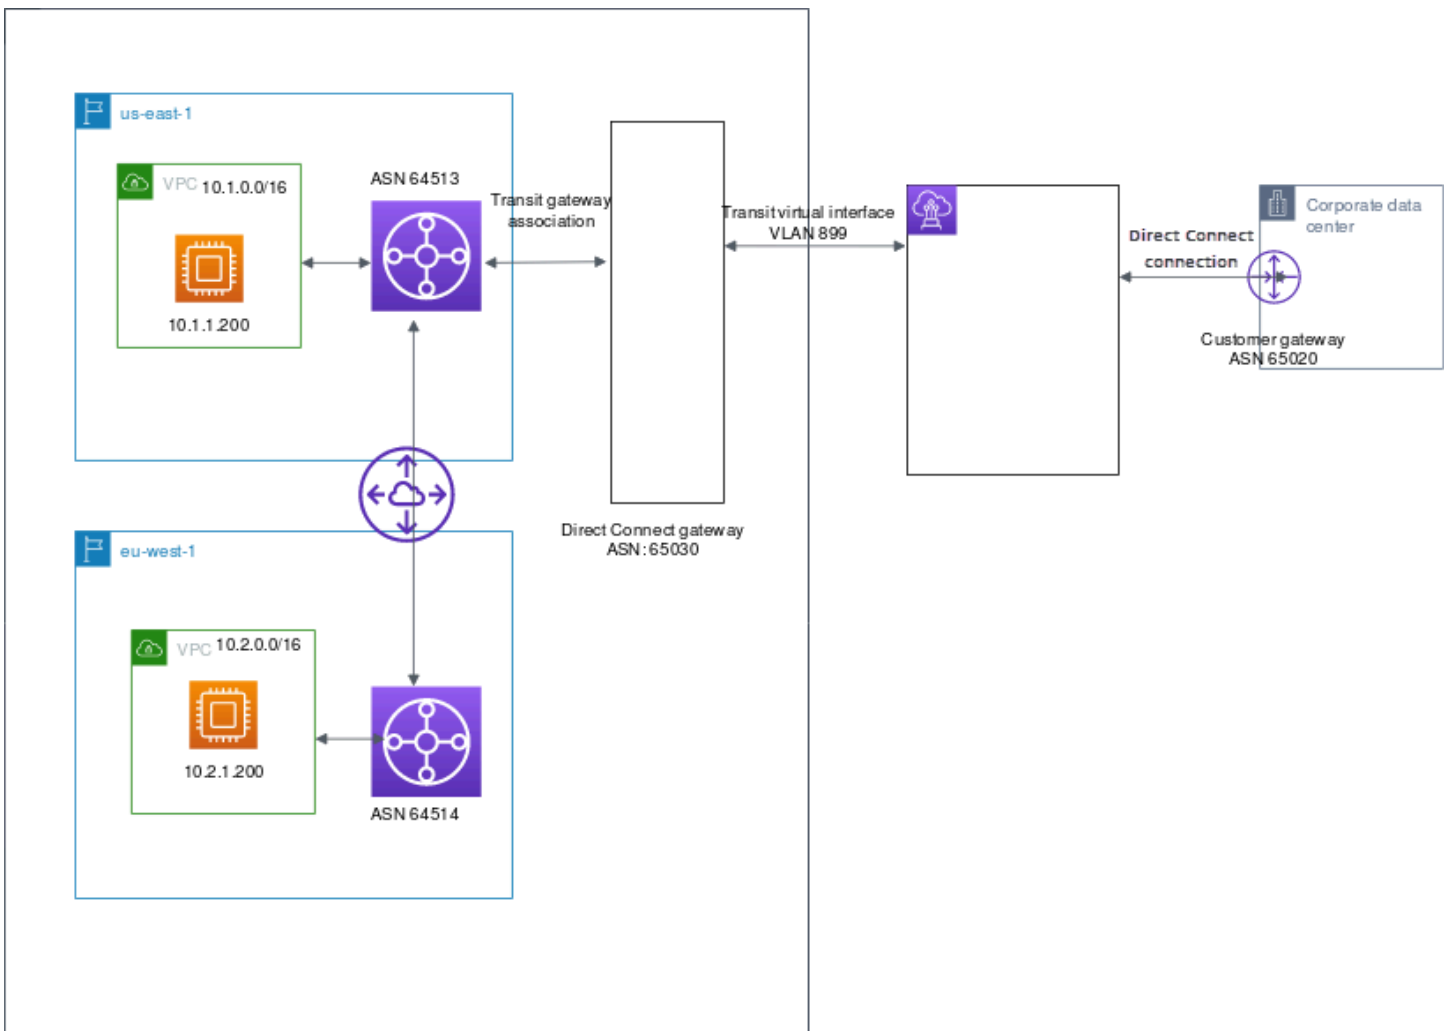 us-east-1
VPC 10.1.0.0/16
10.1.1.200
ASN 64513
Transit gateway
association
Transit virtual interface
VLAN 899
Direct Connect
connection
Corporate data
center
Customer gateway
ASN 65020
Direct Connect gateway
ASN: 65030
eu-west-1
VPC 10.2.0.0/16
10.2.1.200
ASN 64514